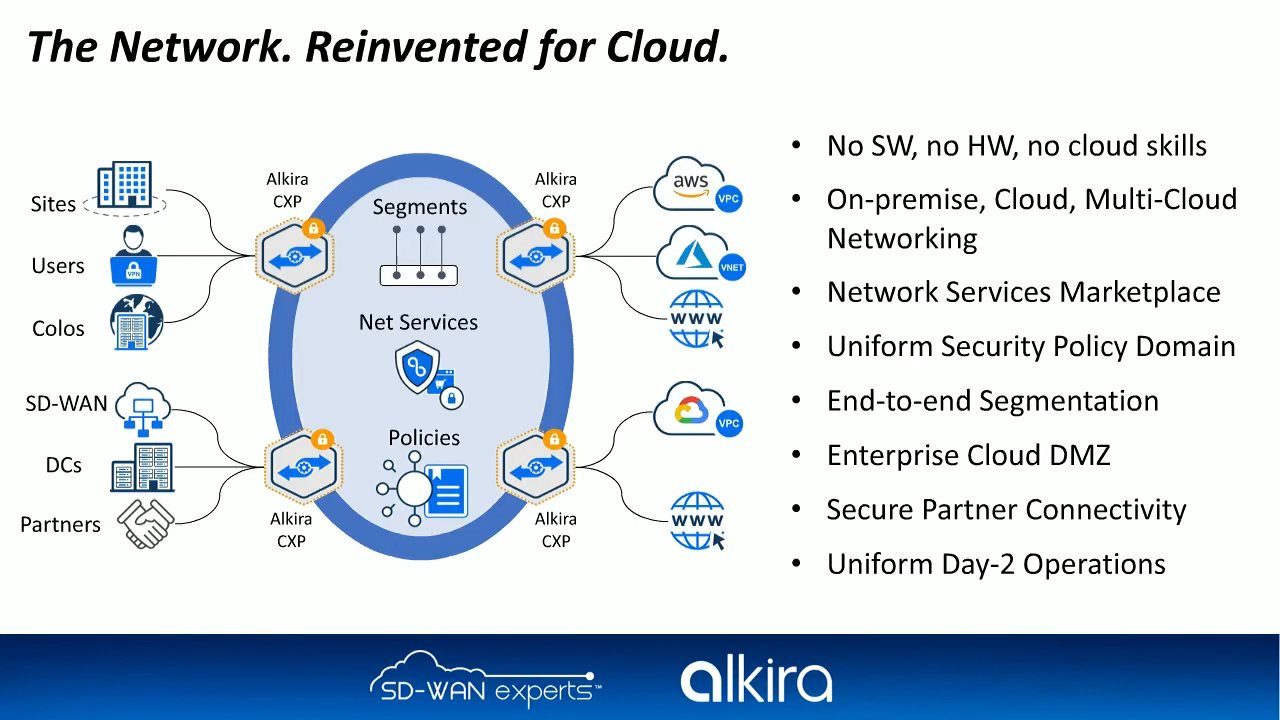 The Network. Reinvented for Cloud.
Sites
Users
VPN
Colos
SD-WAN
DCs
Partners
Alkira
CXP
Alkira
CXP
Segments
Net Services
Policies
Alkira
CXP
Alkira
CXP
aws
VPC
VNET
www
VPC
www
• No SW, no HW, no cloud skills
• On-premise, Cloud, Multi-Cloud
Networking
• Network Services Marketplace
• Uniform Security Policy Domain
• End-to-end Segmentation
• Enterprise Cloud DMZ
• Secure Partner Connectivity
• Uniform Day-2 Operations
SD-WAN experts™
alkira